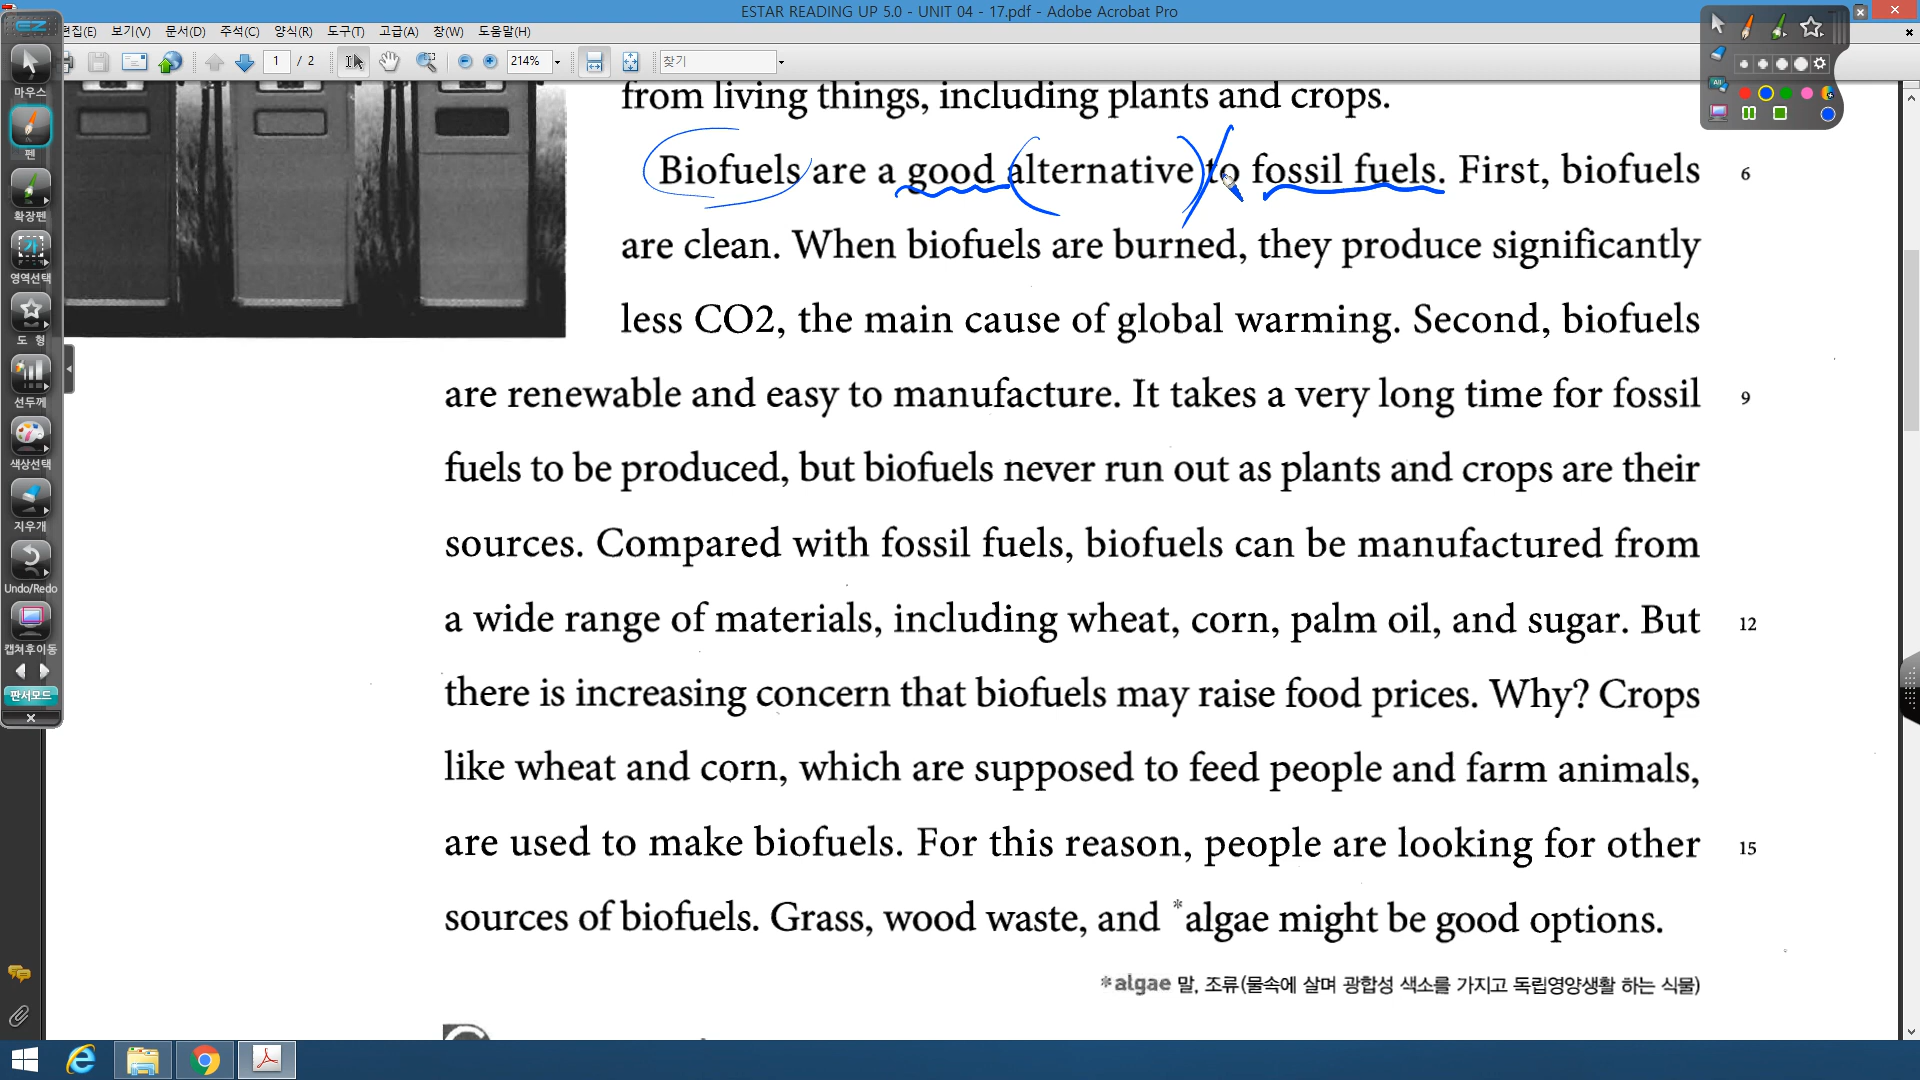 ESTAR READING UP 5.0 - UNIT 04 - 17.pdf - Adobe Acrobat Pro
편집(E) 보기(V) 문서(D) 주석(C) 양식(R) 도구(T) 고급(A) 창(W) 도움말(H)
1 / 2 214% 찾기
마우스
펜
확장펜
영역선택
도 형
선두께
색상선택
지우개
Undo/Redo
캡쳐후이동
판서모드
from living things, including plants and crops.
Biofuels are a good alternative to fossil fuels. First, biofuels 6
are clean. When biofuels are burned, they produce significantly
less CO2, the main cause of global warming. Second, biofuels
are renewable and easy to manufacture. It takes a very long time for fossil 9
fuels to be produced, but biofuels never run out as plants and crops are their
sources. Compared with fossil fuels, biofuels can be manufactured from
a wide range of materials, including wheat, corn, palm oil, and sugar. But 12
there is increasing concern that biofuels may raise food prices. Why? Crops
like wheat and corn, which are supposed to feed people and farm animals,
are used to make biofuels. For this reason, people are looking for other 15
sources of biofuels. Grass, wood waste, and *algae might be good options.
*algae 말, 조류(물속에 살며 광합성 색소를 가지고 독립영양생활 하는 식물)